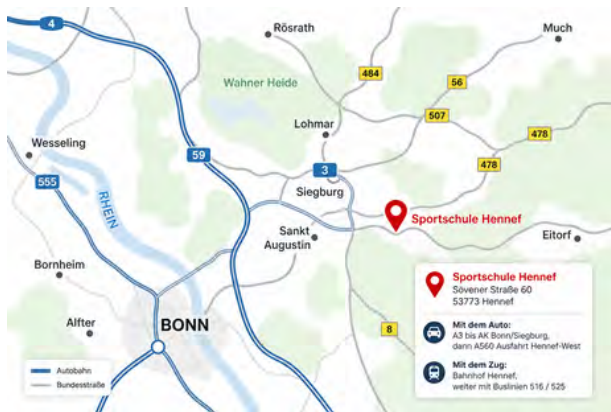 4
Rösrath
Much
484
56
Wahner Heide
507
Lohmar
478
Wesseling
59
3
478
555
Siegburg
RHEIN
Sportschule Hennef
Sankt
Augustin
Eitorf
Bornheim
Sportschule Hennef
Sövener Straße 60
53773 Hennef
Alfter
BONN
8
Mit dem Auto:
A3 bis AK Bonn/Siegburg,
dann A560 Ausfahrt Hennef-West
Autobahn
Bundesstraße
Mit dem Zug:
Bahnhof Hennef,
weiter mit Buslinien 516 / 525